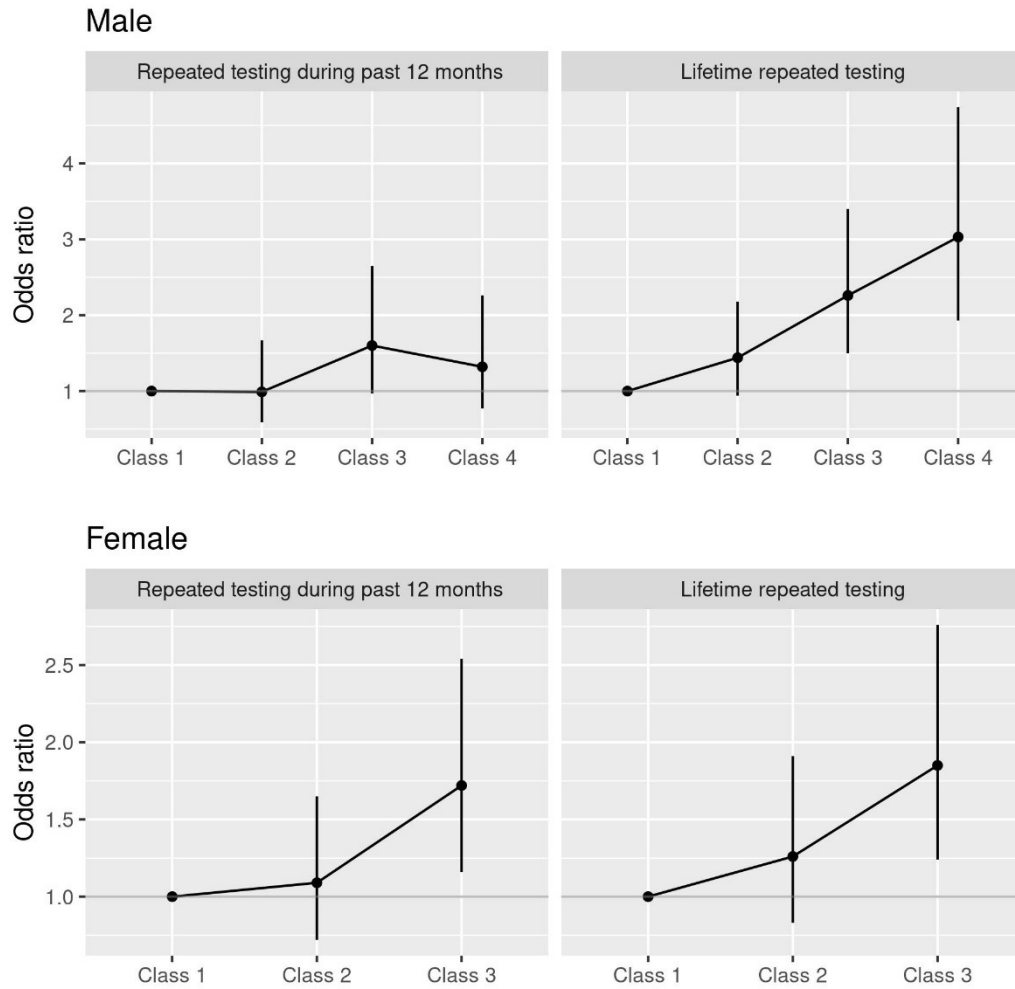 Male
Repeated testing during past 12 months
Lifetime repeated testing
Odds ratio
4
3
2
1
Class 1
Class 2
Class 3
Class 4
Class 1
Class 2
Class 3
Class 4
Female
Repeated testing during past 12 months
Lifetime repeated testing
Odds ratio
2.5
2.0
1.5
1.0
Class 1
Class 2
Class 3
Class 1
Class 2
Class 3